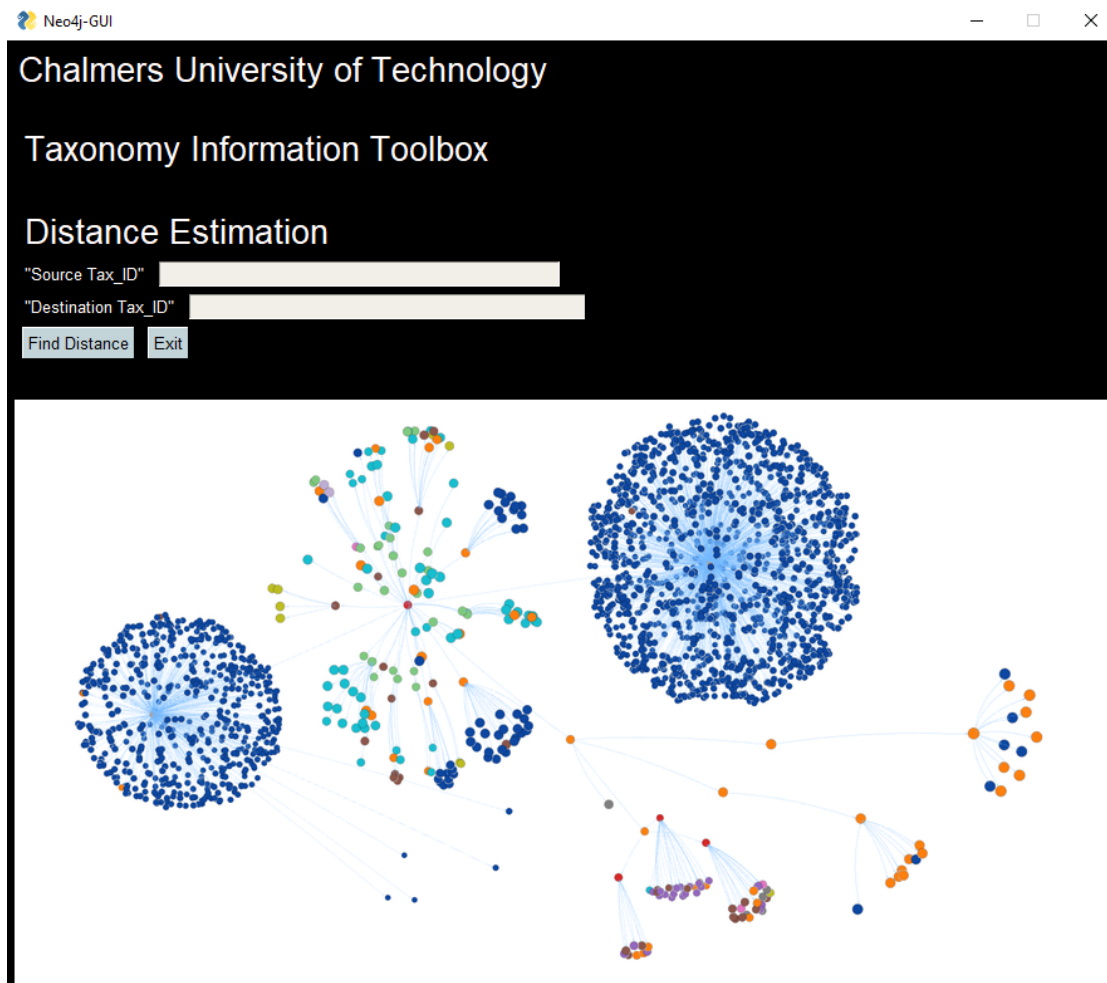 Neo4j-GUI
Chalmers University of Technology
Taxonomy Information Toolbox
Distance Estimation
"Source Tax_ID"
"Destination Tax_ID"
Find Distance Exit